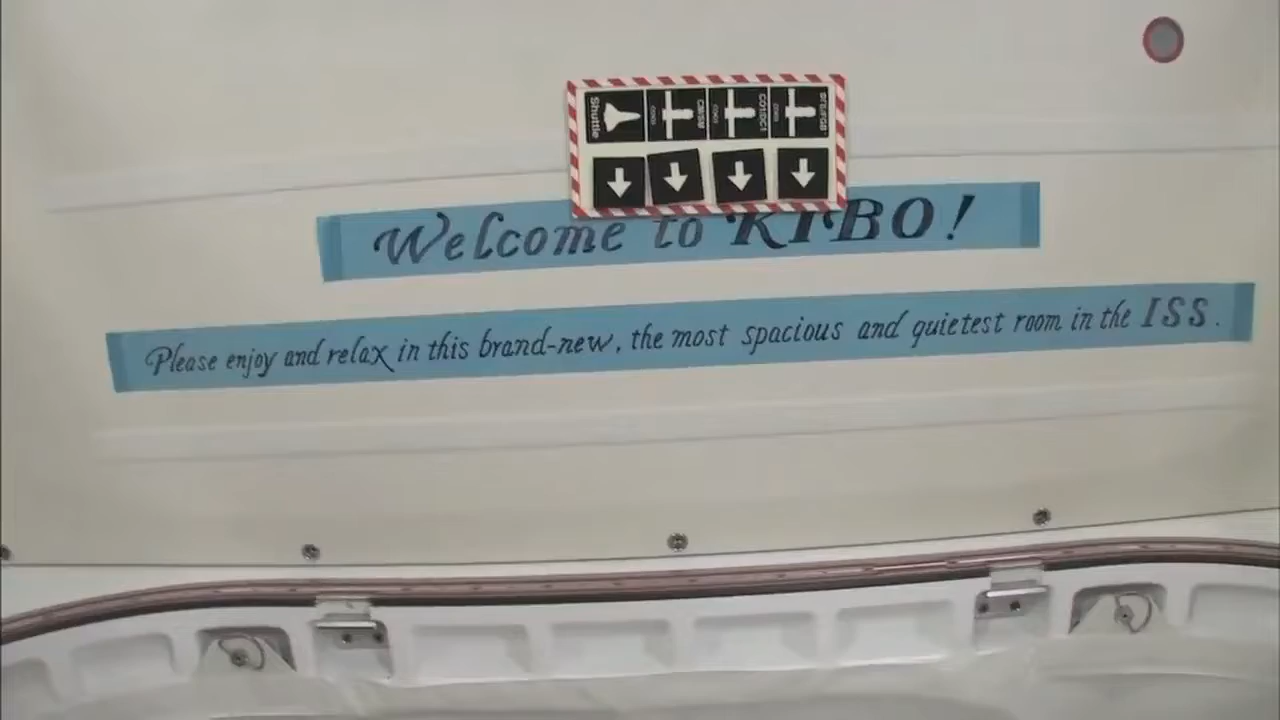 Shuttle
Welcome to KIBO!
Please enjoy and relax in this brand-new, the most spacious and quietest room in the ISS.